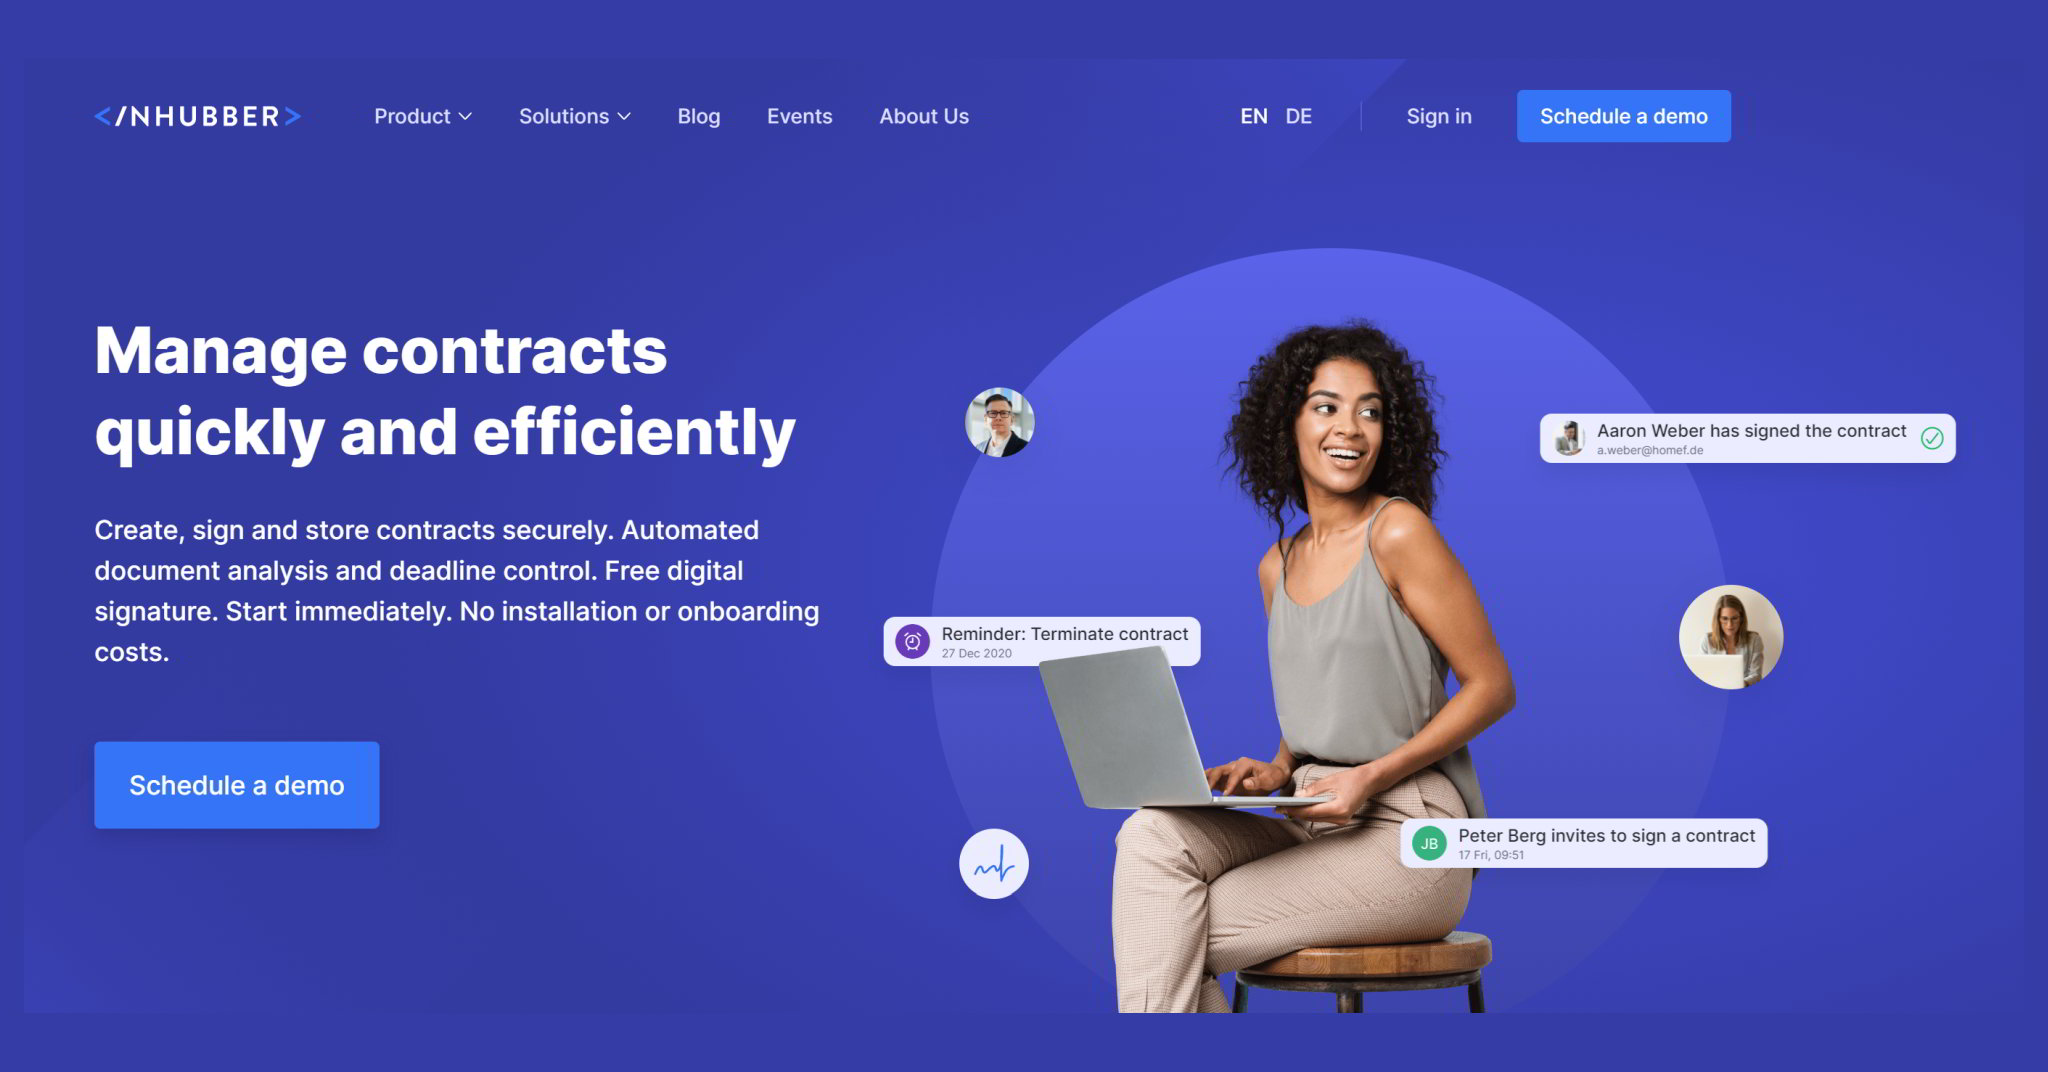 </NHUBBER>
Product
Solutions
Blog
Events
About Us
EN DE
Sign in
Schedule a demo
Manage contracts
quickly and efficiently
Create, sign and store contracts securely. Automated
document analysis and deadline control. Free digital
signature. Start immediately. No installation or onboarding
costs.
Schedule a demo
Aaron Weber has signed the contract
a.weber@homef.de
Reminder: Terminate contract
27 Dec 2020
JB
Peter Berg invites to sign a contract
17 Fri, 09:51